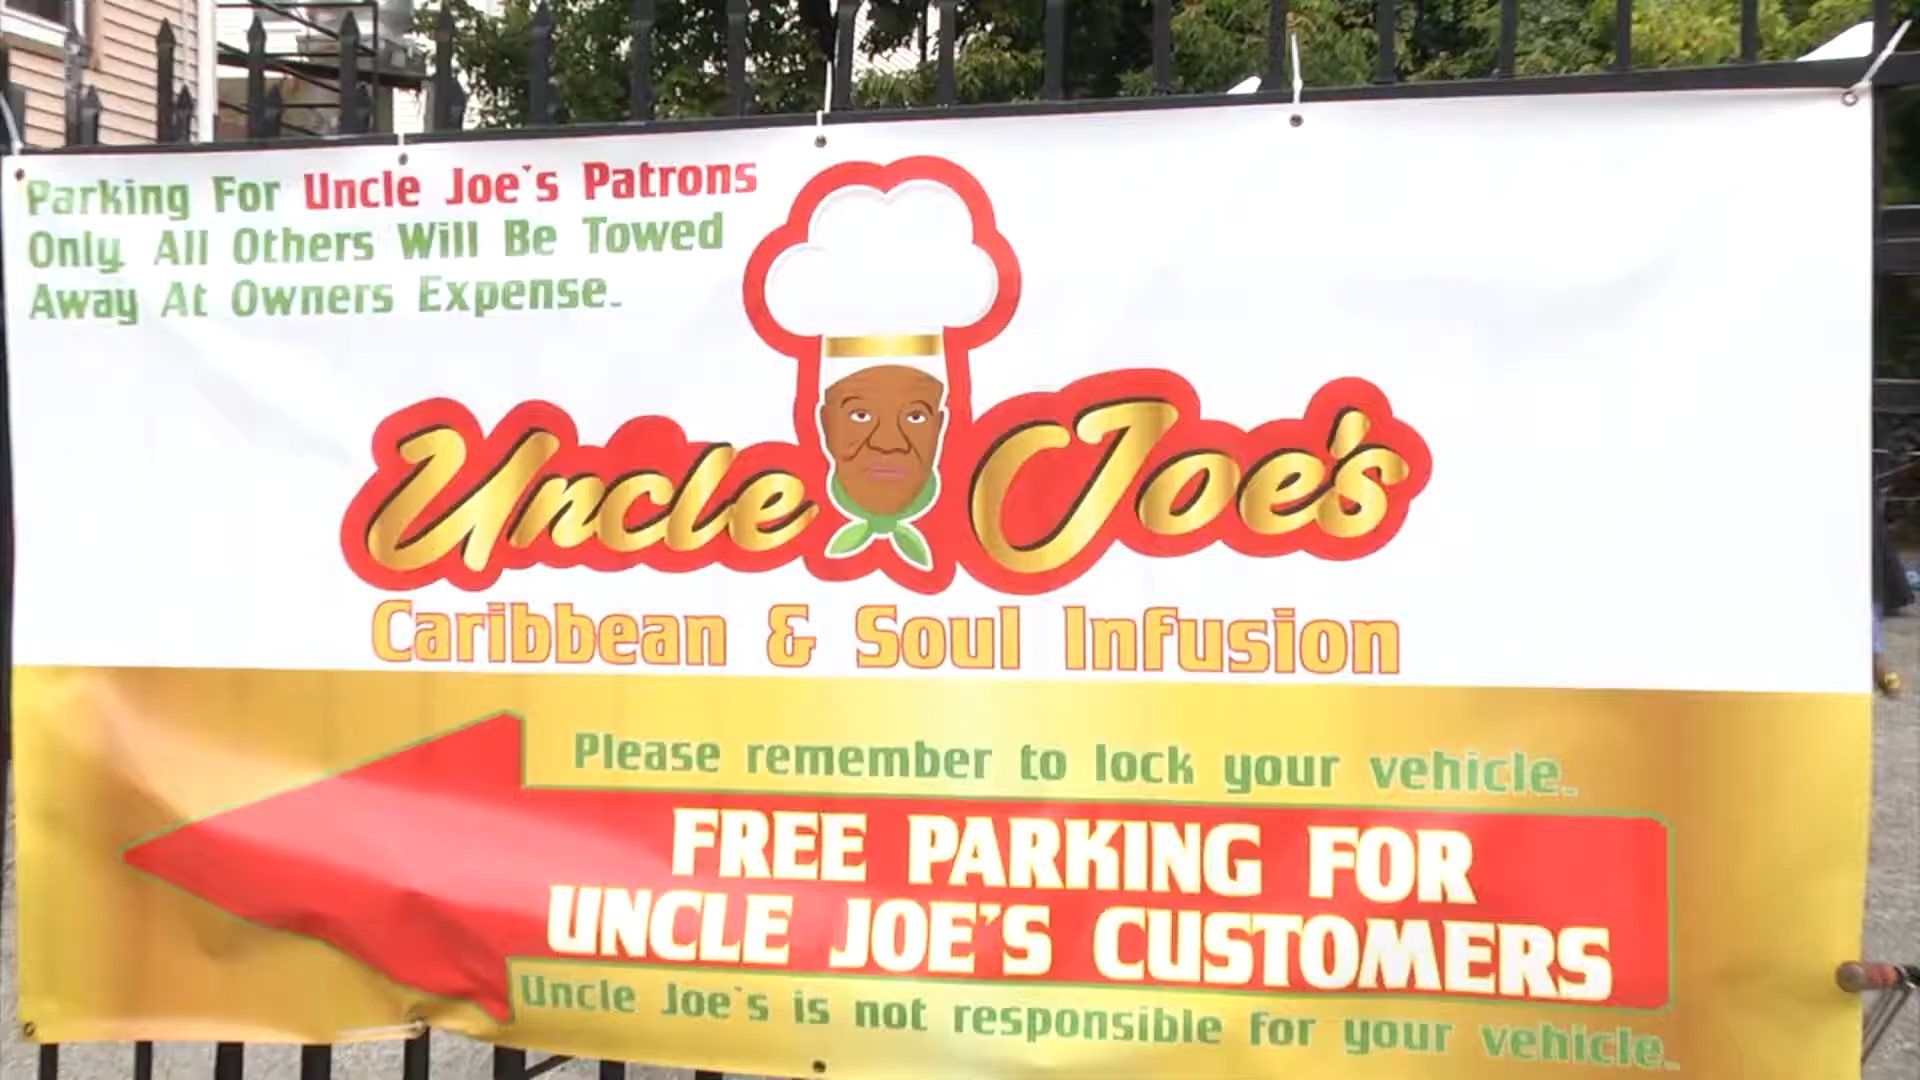 Parking For Uncle Joe's Patrons
Only. All Others Will Be Towed
Away At Owners Expense.
Uncle Joe's
Caribbean & Soul Infusion
Please remember to lock your vehicle.
FREE PARKING FOR
UNCLE JOE'S CUSTOMERS
Uncle Joe's is not responsible for your vehicle.